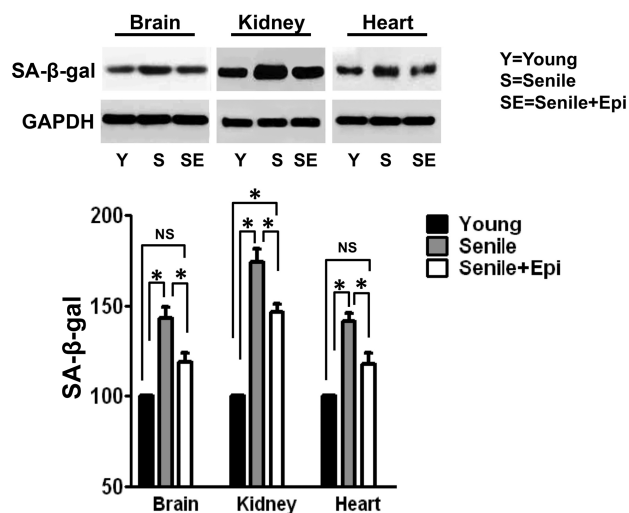 Brain Kidney Heart
SA-β-gal
GAPDH
Y S SE Y S SE Y S SE
Y=Young
S=Senile
SE=Senile+Epi
SA-β-gal
200
150
100
50
NS
* *
*
* *
NS
* *
Brain Kidney Heart
Young
Senile
Senile+Epi